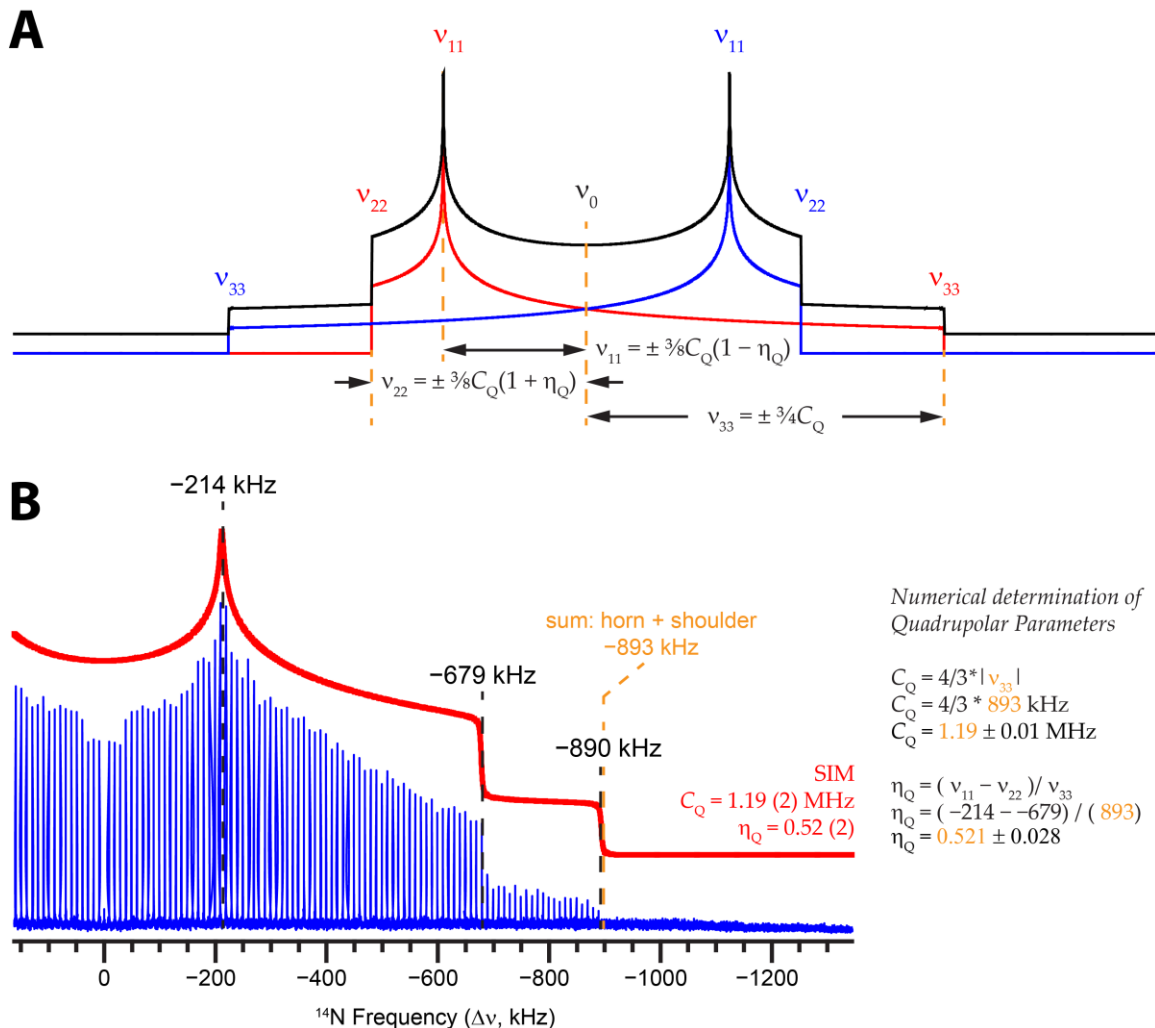 A
ν11
ν11
ν22
ν0
ν22
ν33
ν33
ν11 = ± ⅜CQ(1 − ηQ)
ν22 = ± ⅜CQ(1 + ηQ)
ν33 = ± ¾CQ
B
−214 kHz
sum: horn + shoulder
−893 kHz
−679 kHz
−890 kHz
SIM
CQ = 1.19 (2) MHz
ηQ = 0.52 (2)
Numerical determination of
Quadrupolar Parameters
CQ = 4/3*|ν33|
CQ = 4/3 * 893 kHz
CQ = 1.19 ± 0.01 MHz
ηQ = ( ν11 − ν22 )/ ν33
ηQ = ( −214 − −679) / ( 893)
ηQ = 0.521 ± 0.028
0 −200 −400 −600 −800 −1000 −1200
¹⁴N Frequency (Δν, kHz)